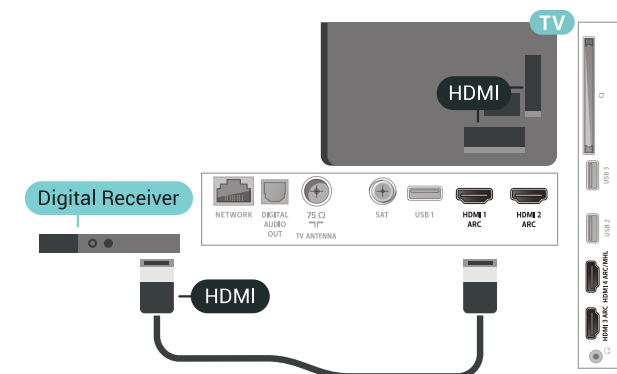 TV
HDMI
Digital Receiver
NETWORK
DIGITAL
AUDIO
OUT
75 Ω
TV ANTENNA
SAT
USB 1
HDMI 1
ARC
HDMI 2
ARC
HDMI
USB 3
USB 2
HDMI 4 ARC/MHL
HDMI 3 ARC